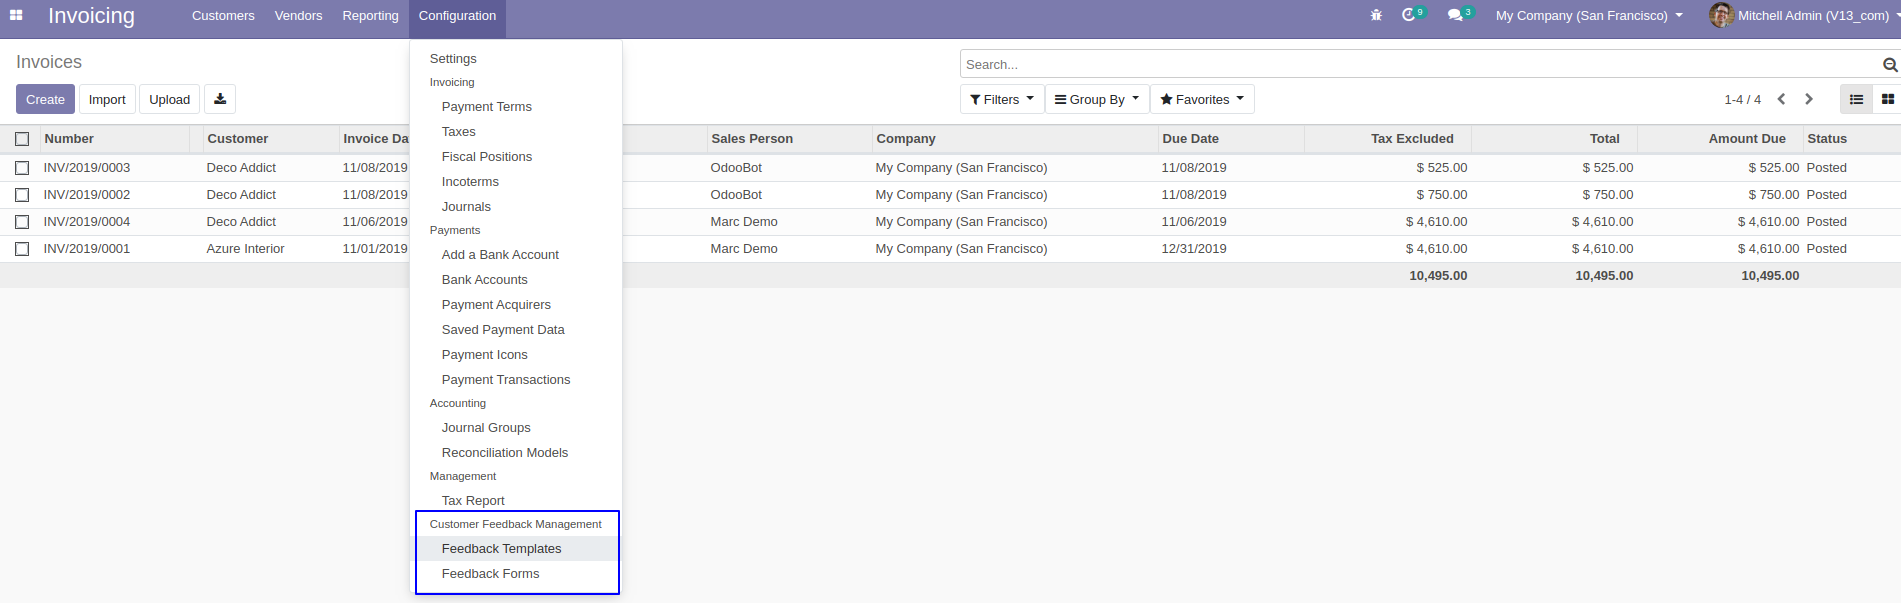 Invoicing Customers Vendors Reporting Configuration 9 3 My Company (San Francisco) Mitchell Admin (V13_com)
Invoices
Search...
Create Import Upload Filters Group By Favorites 1-4 / 4
Number Customer Invoice Da Sales Person Company Due Date Tax Excluded Total Amount Due Status
INV/2019/0003 Deco Addict 11/08/2019 OdooBot My Company (San Francisco) 11/08/2019 $ 525.00 $ 525.00 $ 525.00 Posted
INV/2019/0002 Deco Addict 11/08/2019 OdooBot My Company (San Francisco) 11/08/2019 $ 750.00 $ 750.00 $ 750.00 Posted
INV/2019/0004 Deco Addict 11/06/2019 Marc Demo My Company (San Francisco) 11/06/2019 $ 4,610.00 $ 4,610.00 $ 4,610.00 Posted
INV/2019/0001 Azure Interior 11/01/2019 Marc Demo My Company (San Francisco) 12/31/2019 $ 4,610.00 $ 4,610.00 $ 4,610.00 Posted
10,495.00 10,495.00 10,495.00
Settings
Invoicing
Payment Terms
Taxes
Fiscal Positions
Incoterms
Journals
Payments
Add a Bank Account
Bank Accounts
Payment Acquirers
Saved Payment Data
Payment Icons
Payment Transactions
Accounting
Journal Groups
Reconciliation Models
Management
Tax Report
Customer Feedback Management
Feedback Templates
Feedback Forms